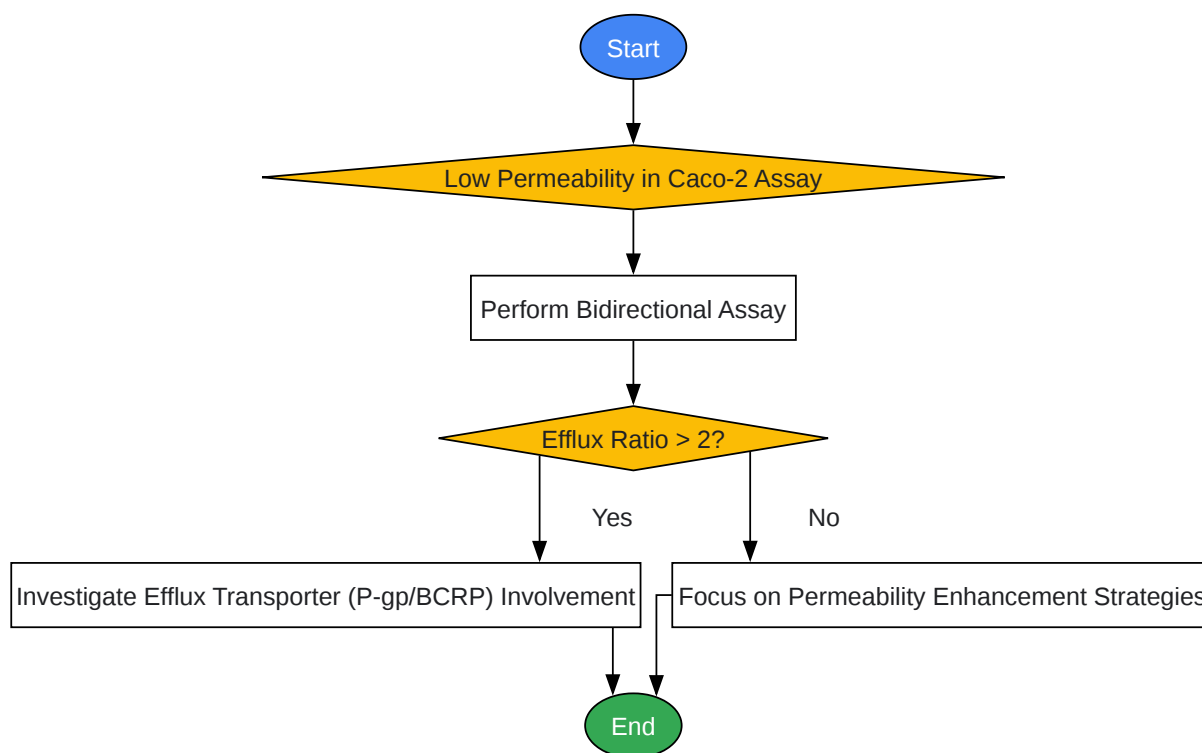 Start
Low Permeability in Caco-2 Assay
Perform Bidirectional Assay
Efflux Ratio > 2?
Yes
No
Investigate Efflux Transporter (P-gp/BCRP) Involvement
Focus on Permeability Enhancement Strategies
End